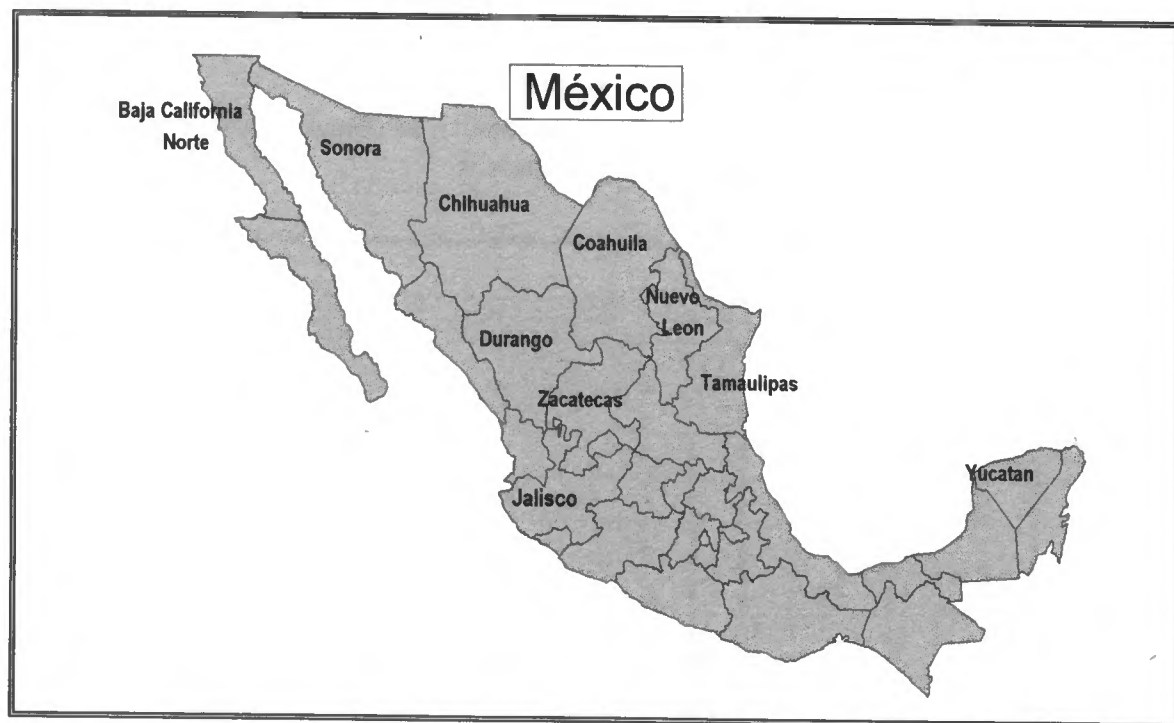 México
Baja California
Norte
Sonora
Chihuahua
Coahuila
Nuevo
Leon
Durango
Tamaulipas
Zacatecas
Yucatan
Jalisco